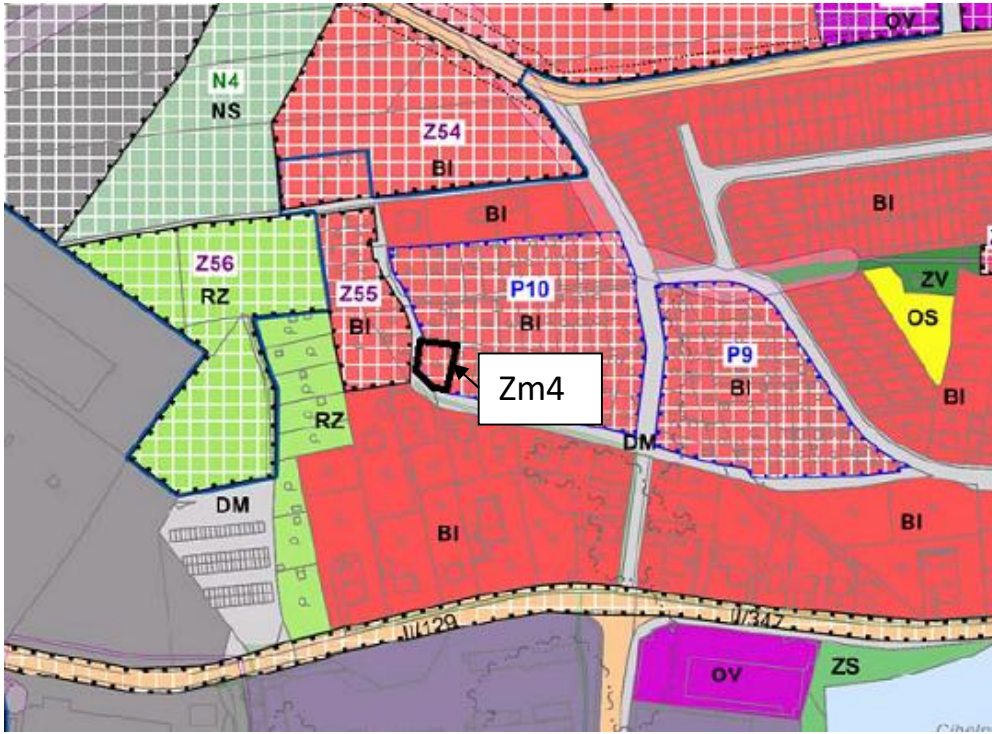 OV
N4
NS
Z54
BI
BI
BI
Z56
RZ
Z55
BI
P10
BI
ZV
OS
P9
BI
BI
Zm4
RZ
DM
DM
BI
BI
II/129
II/347
OV
ZS